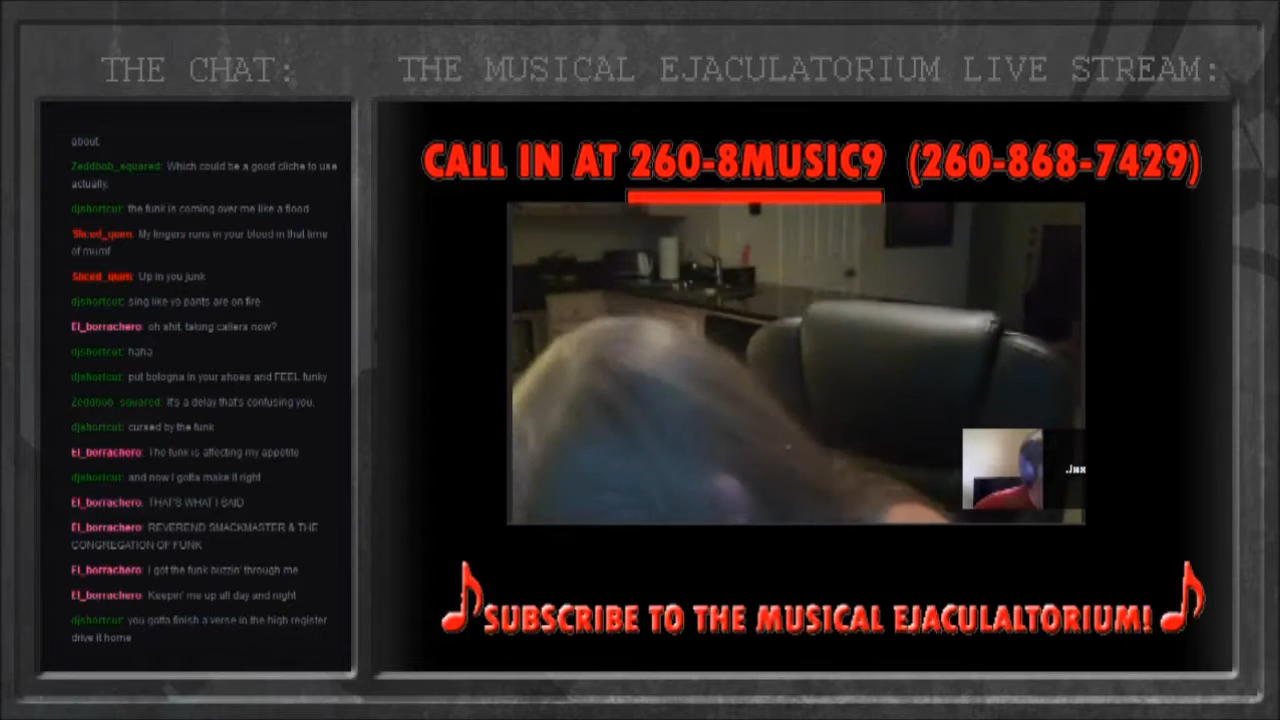 THE CHAT:
THE MUSICAL EJACULATORIUM LIVE STREAM:
about.
Zeddbob_squared: Which could be a good cliche to use
actually.
djshortcut: the funk is coming over me like a flood
Sliced_quim: My fingers runs in your blood in that time
of mumf
Sliced_quim: Up in you junk
djshortcut: sing like yo pants are on fire
El_borrachero: oh shit, taking callers now?
djshortcut: haha
djshortcut: put bologna in your shoes and FEEL funky
Zeddbob_squared: It's a delay that's confusing you.
djshortcut: cursed by the funk
El_borrachero: The funk is affecting my appetite
djshortcut: and now I gotta make it right
El_borrachero: THAT'S WHAT I SAID
El_borrachero: REVEREND SMACKMASTER & THE
CONGREGATION OF FUNK
El_borrachero: I got the funk buzzin' through me
El_borrachero: Keepin' me up all day and night
djshortcut: you gotta finish a verse in the high register
drive it home
CALL IN AT 260-8MUSIC9 (260-868-7429)
Jax
SUBSCRIBE TO THE MUSICAL EJACULALTORIUM!